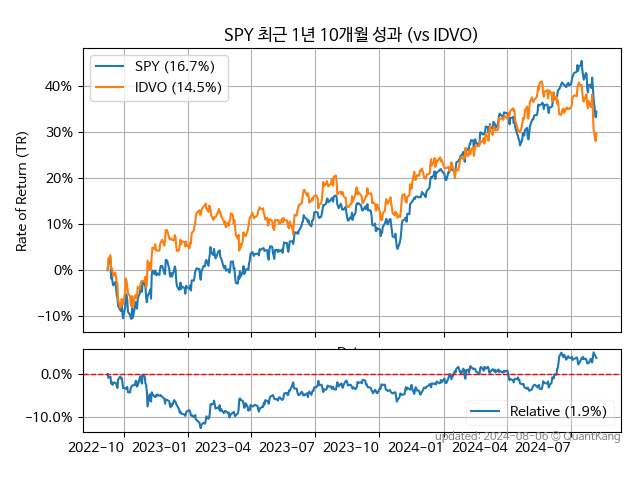 SPY 최근 1년 10개월 성과 (vs IDVO)
SPY (16.7%)
IDVO (14.5%)
Rate of Return (TR)
40%
30%
20%
10%
0%
−10%
0.0%
−10.0%
Relative (1.9%)
2022-10 2023-01 2023-04 2023-07 2023-10 2024-01 2024-04 2024-07
updated: 2024-08-06 © QuantKang